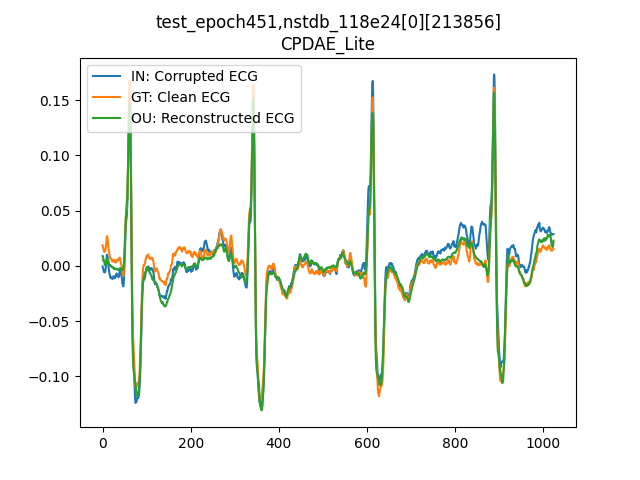 test_epoch451,nstdb_118e24[0][213856]
CPDAE_Lite
IN: Corrupted ECG
GT: Clean ECG
OU: Reconstructed ECG
0.15
0.10
0.05
0.00
−0.05
−0.10
0 200 400 600 800 1000